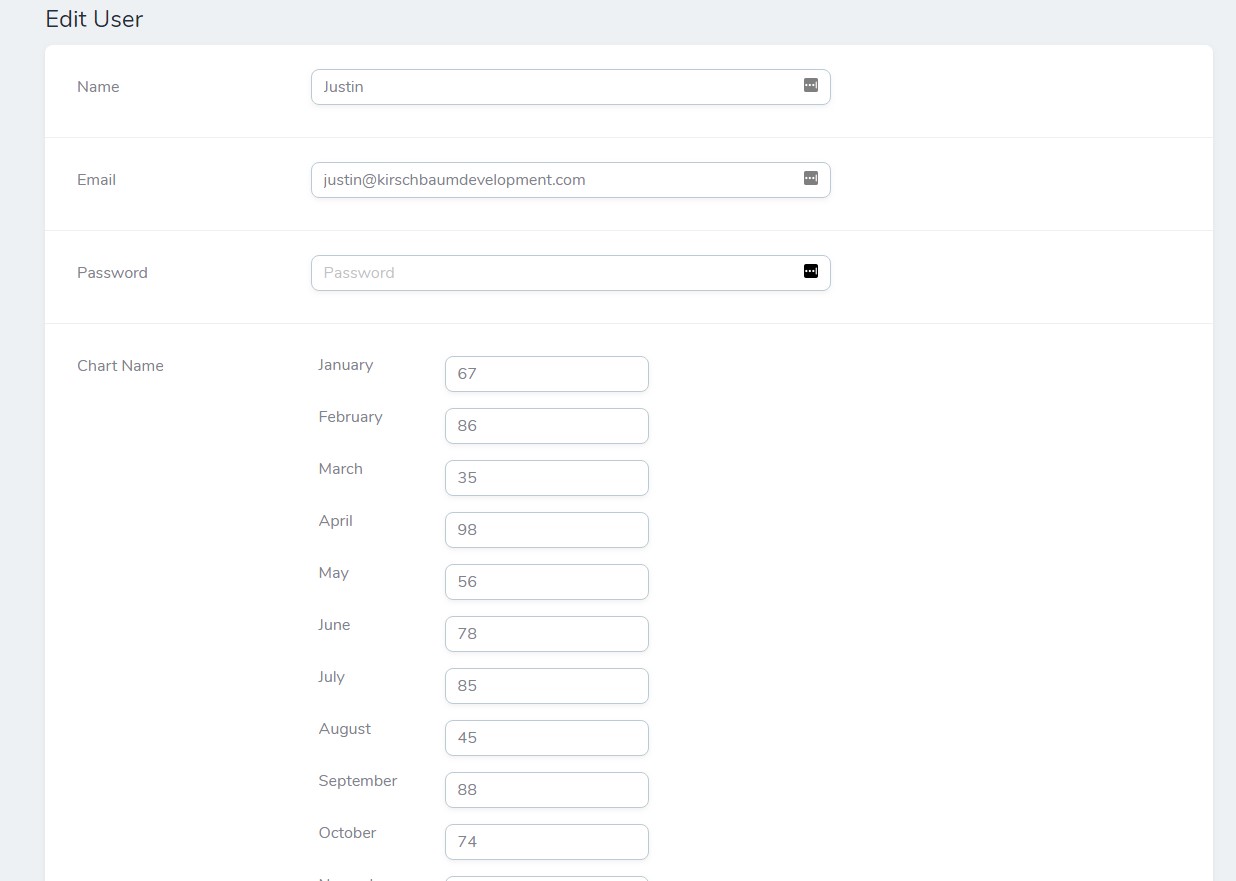 Edit User
Name Justin
Email justin@kirschbaumdevelopment.com
Password Password
Chart Name January 67
February 86
March 35
April 98
May 56
June 78
July 85
August 45
September 88
October 74